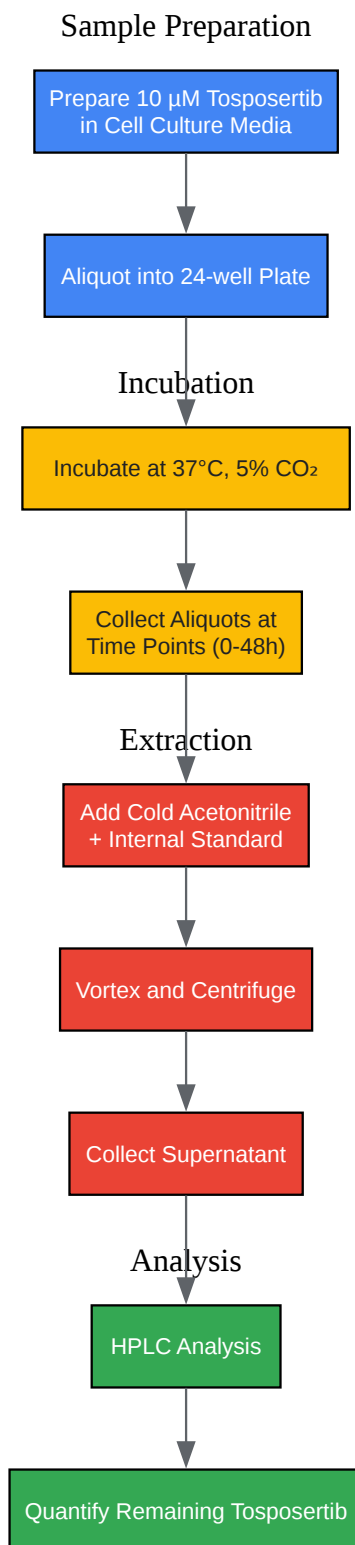 Sample Preparation
Prepare 10 µM Tosposertib
in Cell Culture Media
Aliquot into 24-well Plate
Incubation
Incubate at 37°C, 5% CO₂
Collect Aliquots at
Time Points (0-48h)
Extraction
Add Cold Acetonitrile
+ Internal Standard
Vortex and Centrifuge
Collect Supernatant
Analysis
HPLC Analysis
Quantify Remaining Tosposertib